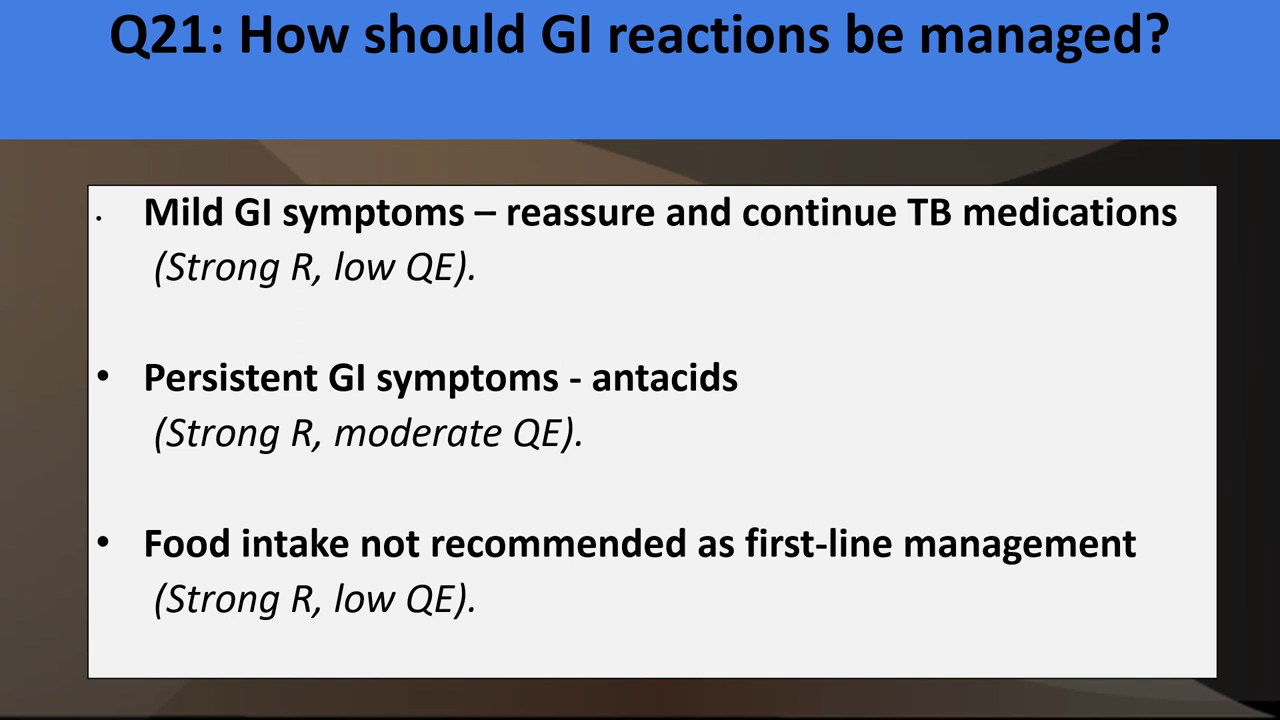 Q21: How should GI reactions be managed?
• Mild GI symptoms – reassure and continue TB medications
(Strong R, low QE).
• Persistent GI symptoms - antacids
(Strong R, moderate QE).
• Food intake not recommended as first-line management
(Strong R, low QE).